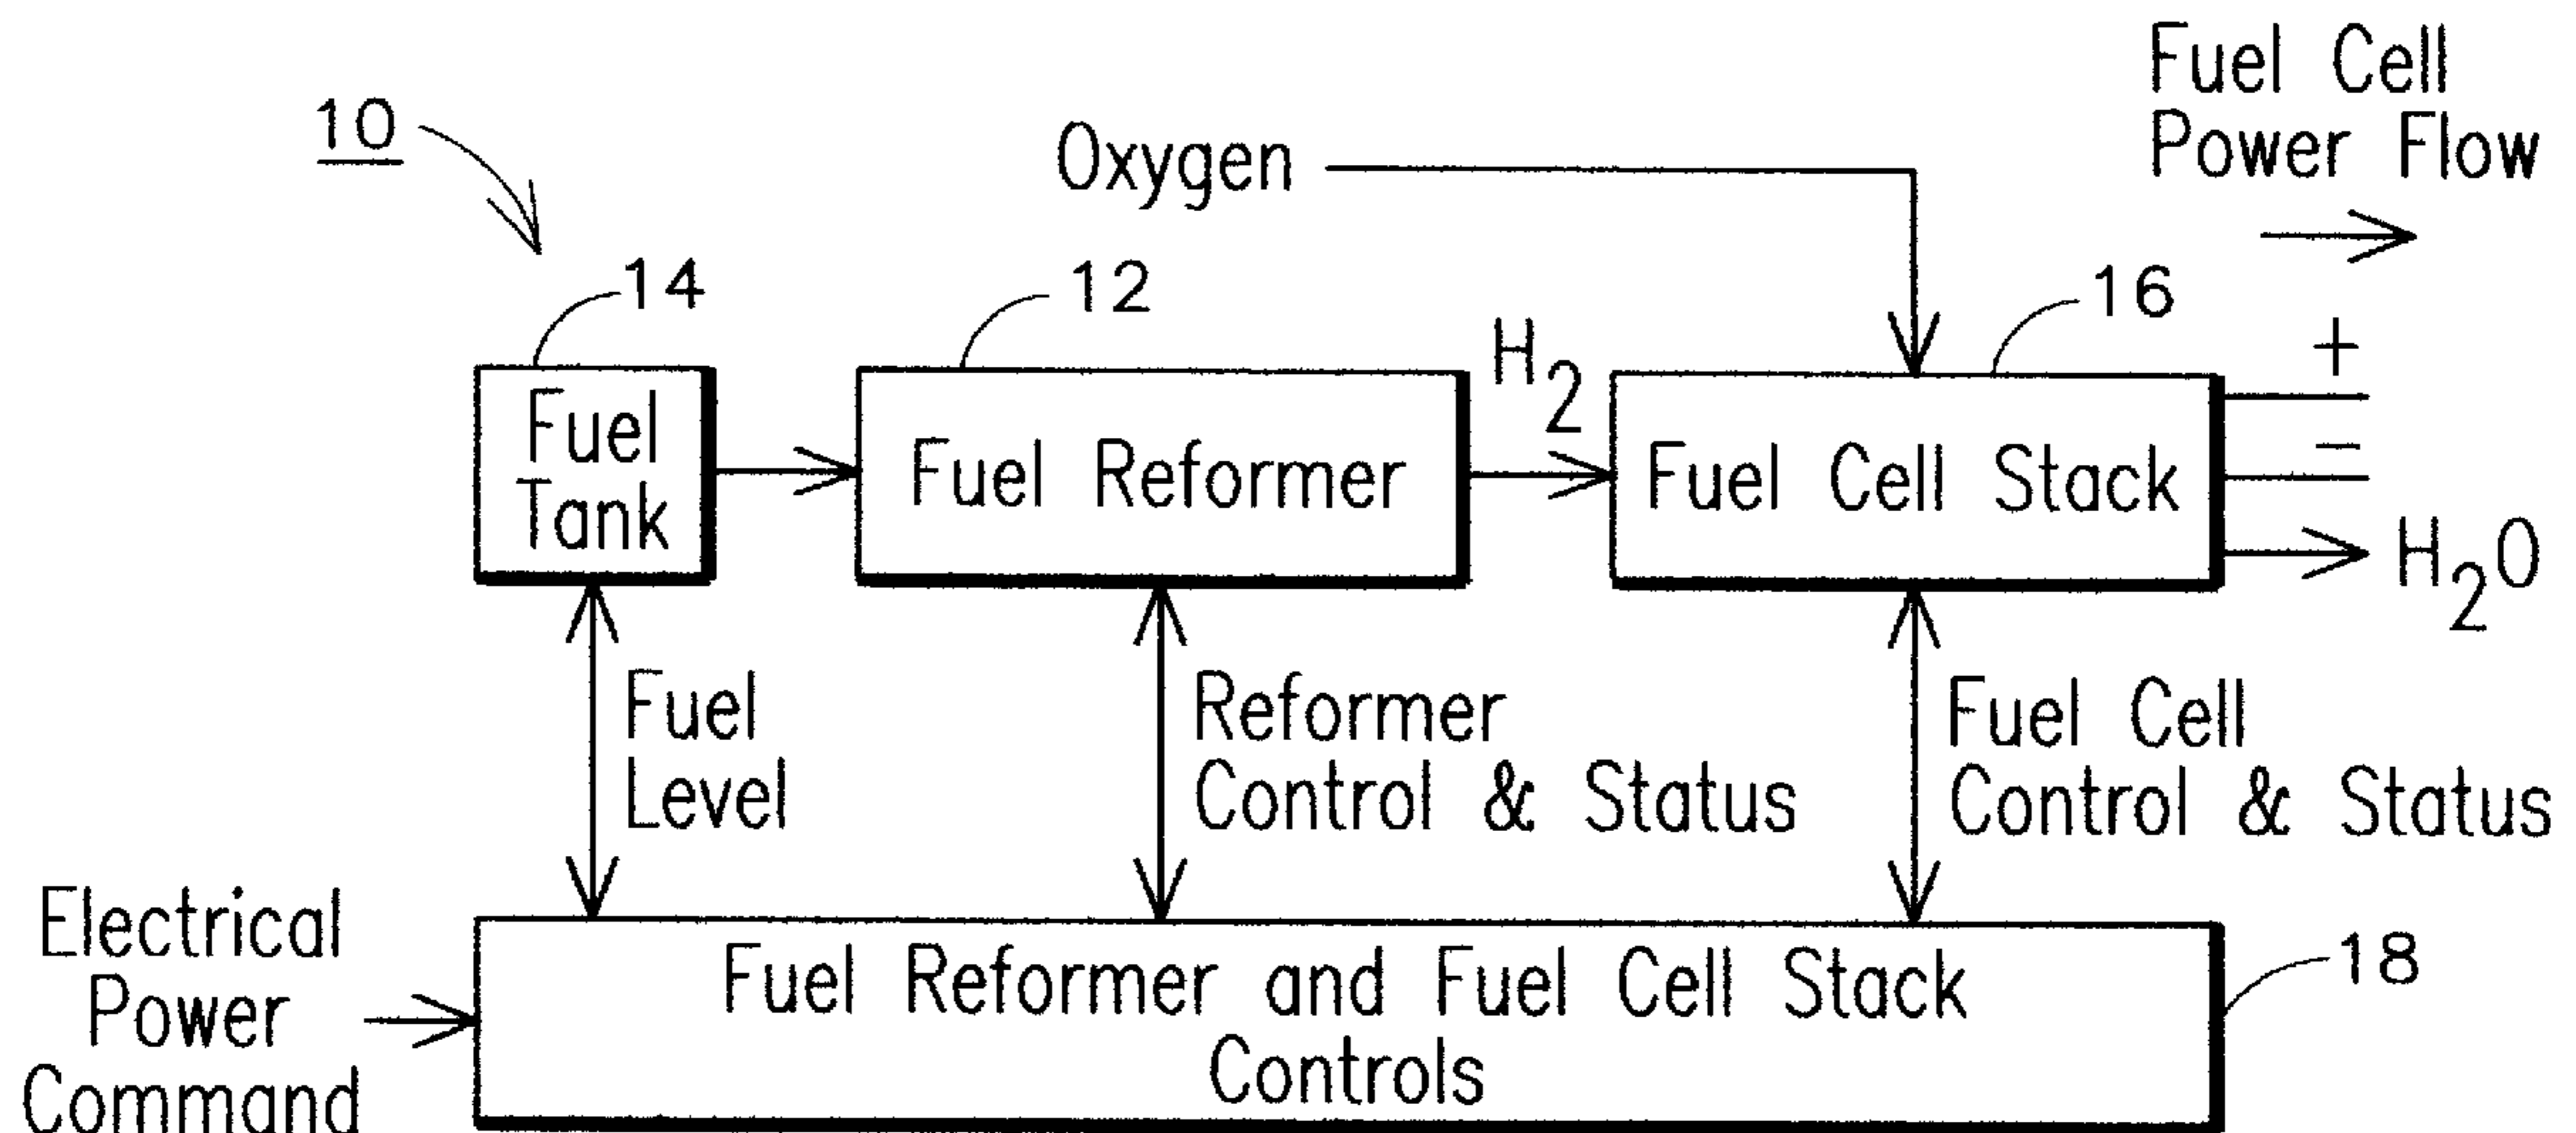 Fuel Cell
Power Flow
10
Oxygen
14
12
16
H2
+
Fuel
Tank
Fuel Reformer
Fuel Cell Stack
−
H2O
Fuel
Level
Reformer
Control & Status
Fuel Cell
Control & Status
Electrical
Power
Command
Fuel Reformer and Fuel Cell Stack
Controls
18